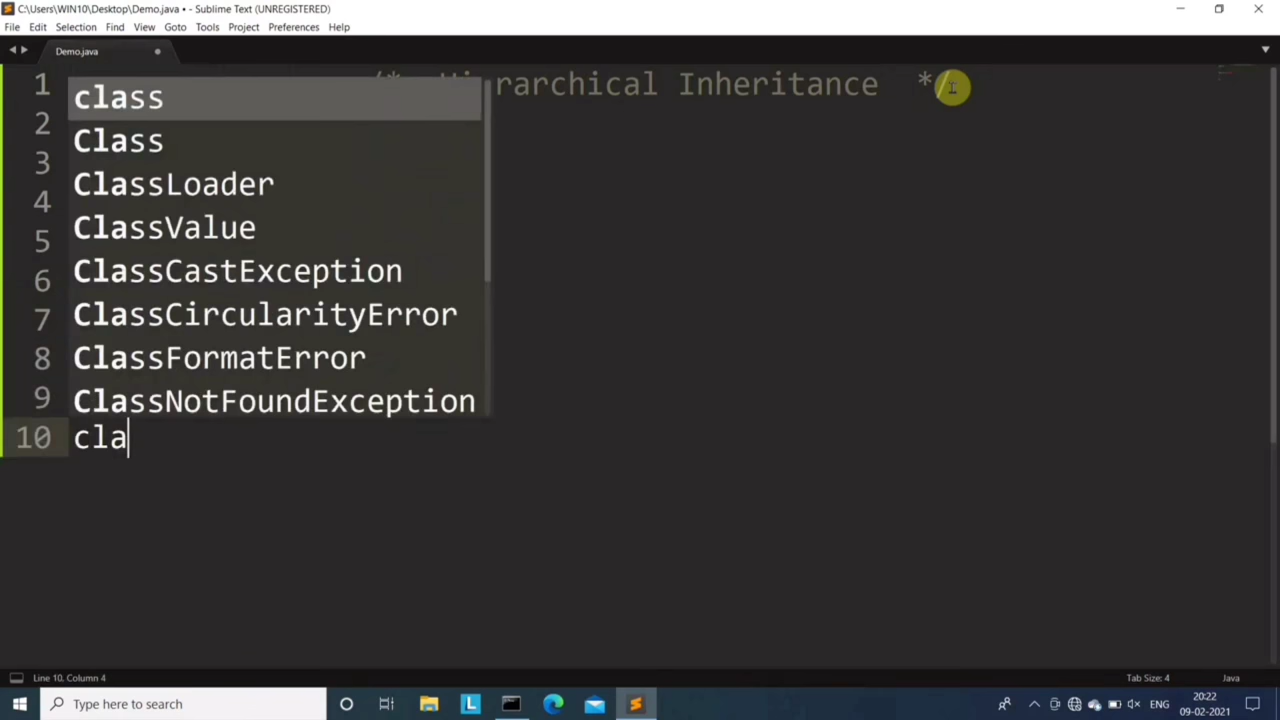 C:\Users\WIN10\Desktop\Demo.java • - Sublime Text (UNREGISTERED)
File Edit Selection Find View Goto Tools Project Preferences Help
Demo.java
1 /* Hierarchical Inheritance */
2
3
4
5
6
7
8
9
class
Class
ClassLoader
ClassValue
ClassCastException
ClassCircularityError
ClassFormatError
ClassNotFoundException
10 cla
Line 10, Column 4 Tab Size: 4 Java
Type here to search
L
ENG
20:22
09-02-2021